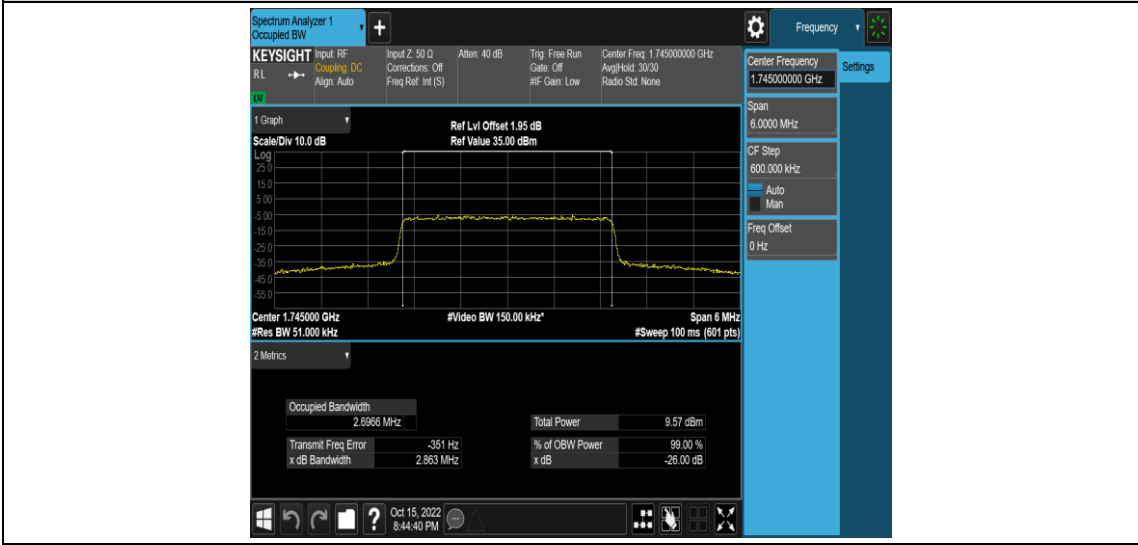 Spectrum Analyzer 1
Occupied BW
+
Frequency
KEYSIGHT
RL
LNI
Input: RF
Coupling: DC
Align: Auto
Input Z: 50 Ω
Corrections: Off
Freq Ref: Int (S)
Atten: 40 dB
Trig: Free Run
Gate: Off
#IF Gain: Low
Center Freq: 1.745000000 GHz
Avg|Hold: 30/30
Radio Std: None
Center Frequency
1.745000000 GHz
Settings
Span
6.0000 MHz
CF Step
600.000 kHz
Auto
Man
Freq Offset
0 Hz
1 Graph
Scale/Div 10.0 dB
Ref Lvl Offset 1.95 dB
Ref Value 35.00 dBm
Log
25.0
15.0
5.00
-5.00
-15.0
-25.0
-35.0
-45.0
-55.0
Center 1.745000 GHz
#Res BW 51.000 kHz
#Video BW 150.00 kHz*
Span 6 MHz
#Sweep 100 ms (601 pts)
2 Metrics
Occupied Bandwidth
2.6966 MHz
Total Power 9.57 dBm
Transmit Freq Error -351 Hz
% of OBW Power 99.00 %
x dB Bandwidth 2.863 MHz
x dB -26.00 dB
?
Oct 15, 2022
8:44:40 PM